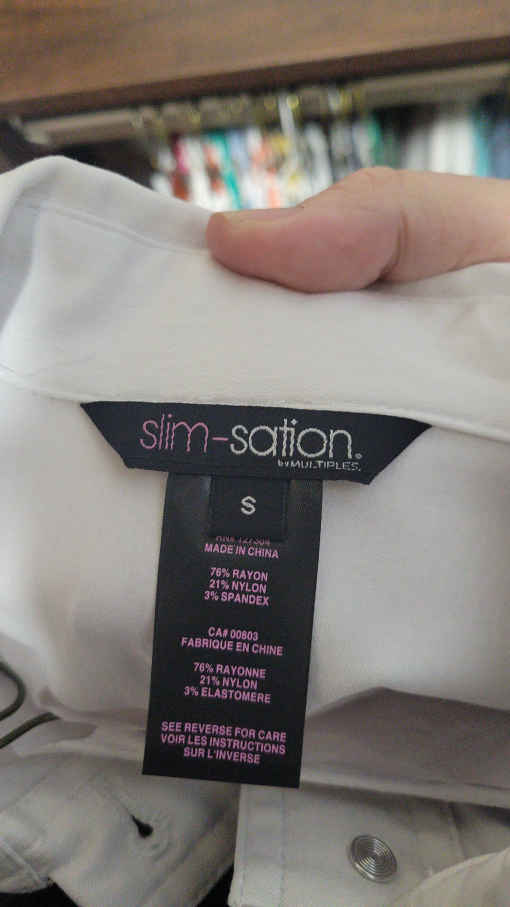 slim-sation.
by MULTIPLES.
S
MADE IN CHINA
76% RAYON
21% NYLON
3% SPANDEX
CA# 00803
FABRIQUE EN CHINE
76% RAYONNE
21% NYLON
3% ELASTOMERE
SEE REVERSE FOR CARE
VOIR LES INSTRUCTIONS
SUR L'INVERSE